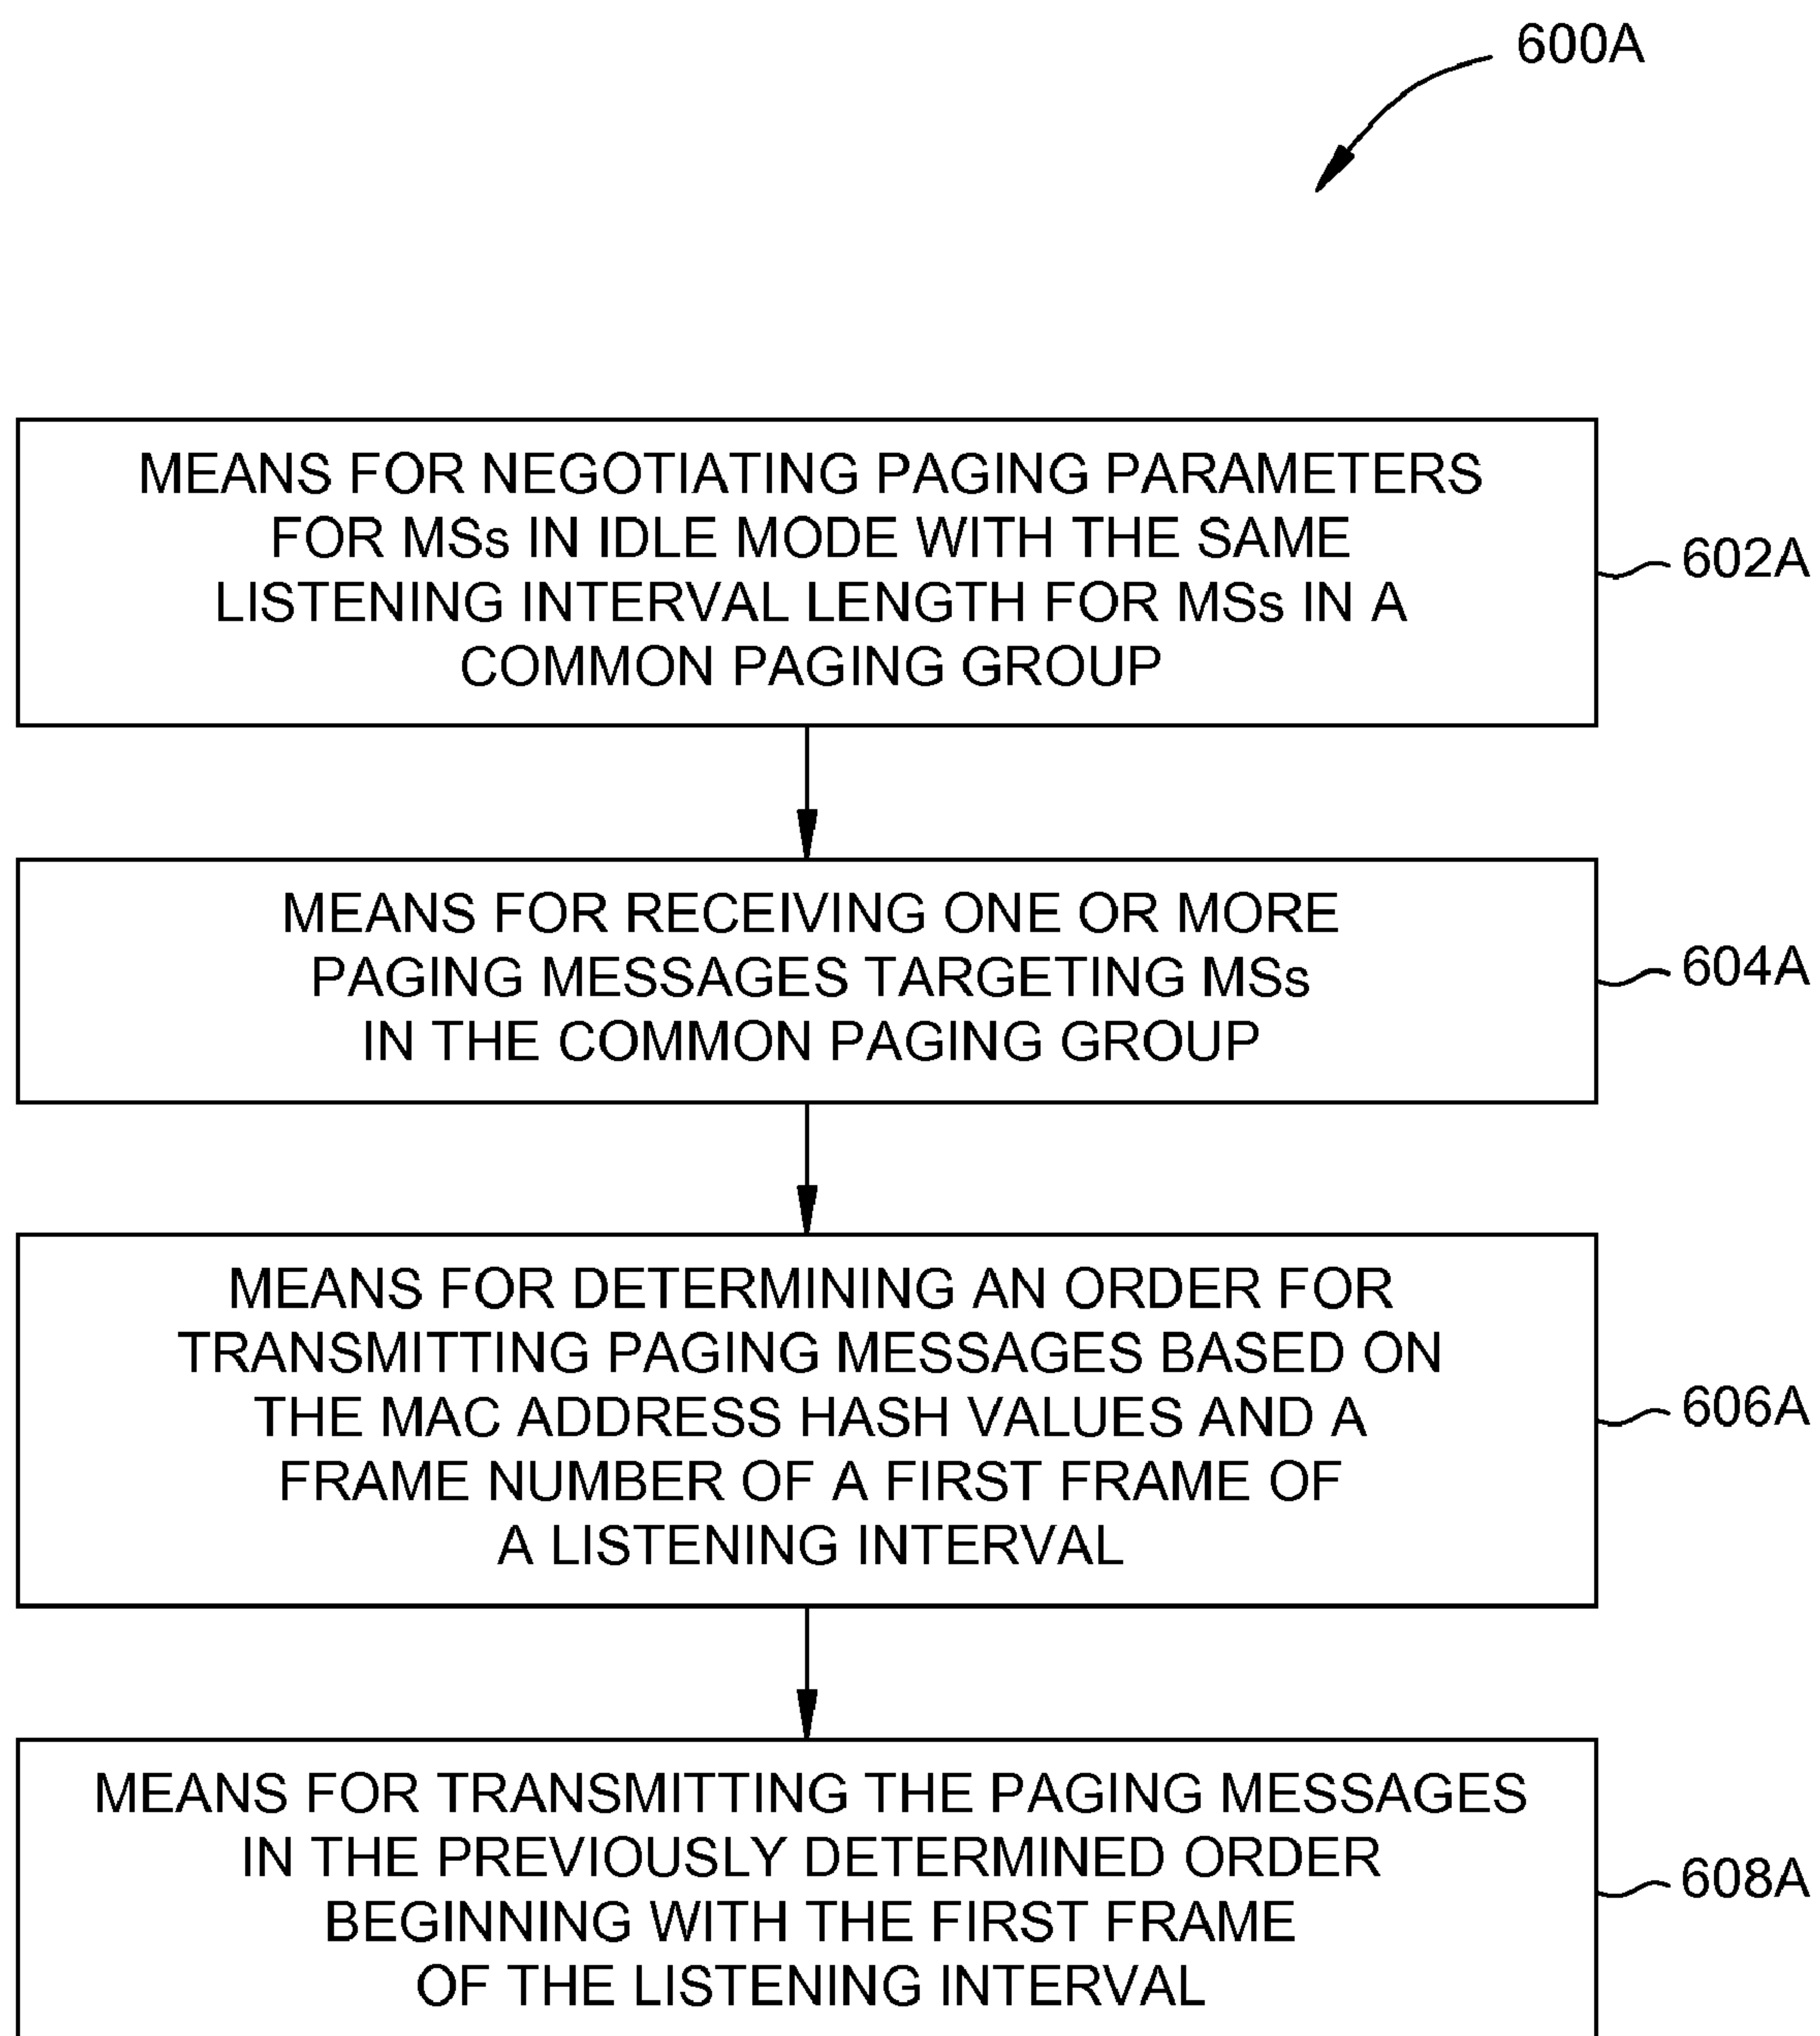 600A
MEANS FOR NEGOTIATING PAGING PARAMETERS
FOR MSs IN IDLE MODE WITH THE SAME
LISTENING INTERVAL LENGTH FOR MSs IN A
COMMON PAGING GROUP
602A
MEANS FOR RECEIVING ONE OR MORE
PAGING MESSAGES TARGETING MSs
IN THE COMMON PAGING GROUP
604A
MEANS FOR DETERMINING AN ORDER FOR
TRANSMITTING PAGING MESSAGES BASED ON
THE MAC ADDRESS HASH VALUES AND A
FRAME NUMBER OF A FIRST FRAME OF
A LISTENING INTERVAL
606A
MEANS FOR TRANSMITTING THE PAGING MESSAGES
IN THE PREVIOUSLY DETERMINED ORDER
BEGINNING WITH THE FIRST FRAME
OF THE LISTENING INTERVAL
608A